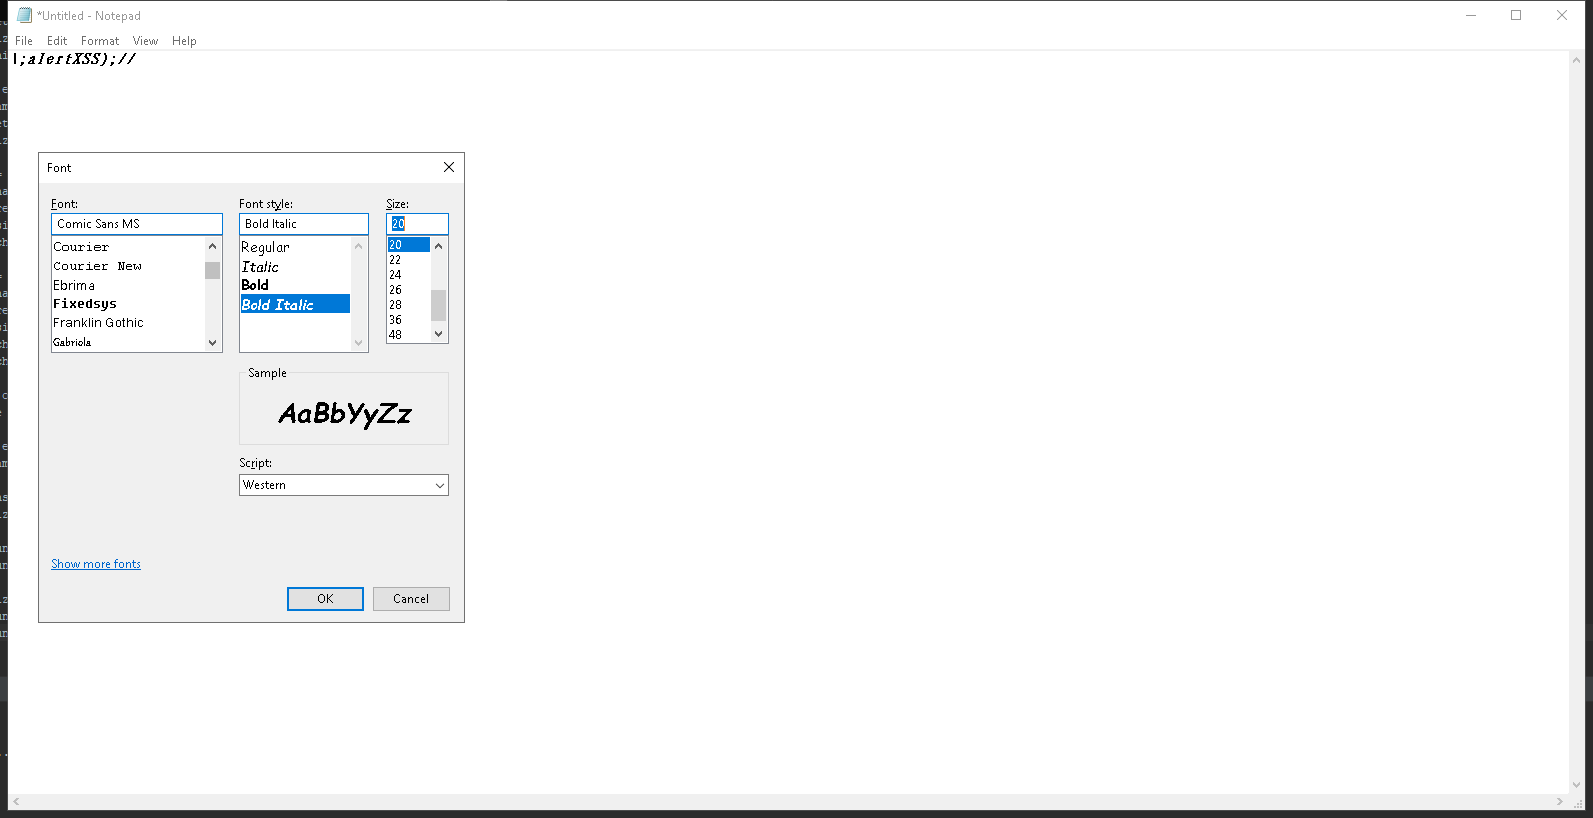 *Untitled - Notepad
File Edit Format View Help
\;alertXSS);//
Font
Font: Font style: Size:
Comic Sans MS Bold Italic 20
Courier Regular 20
Courier New Italic 22
Ebrima Bold 24
Fixedsys Bold Italic 26
Franklin Gothic 28
Gabriola 36
48
Sample
AaBbYyZz
Script:
Western
Show more fonts
OK Cancel